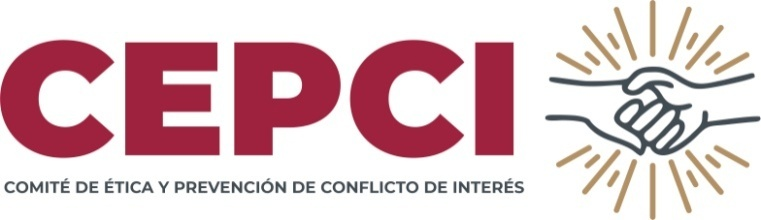 CEPCI
COMITÉ DE ÉTICA Y PREVENCIÓN DE CONFLICTO DE INTERÉS